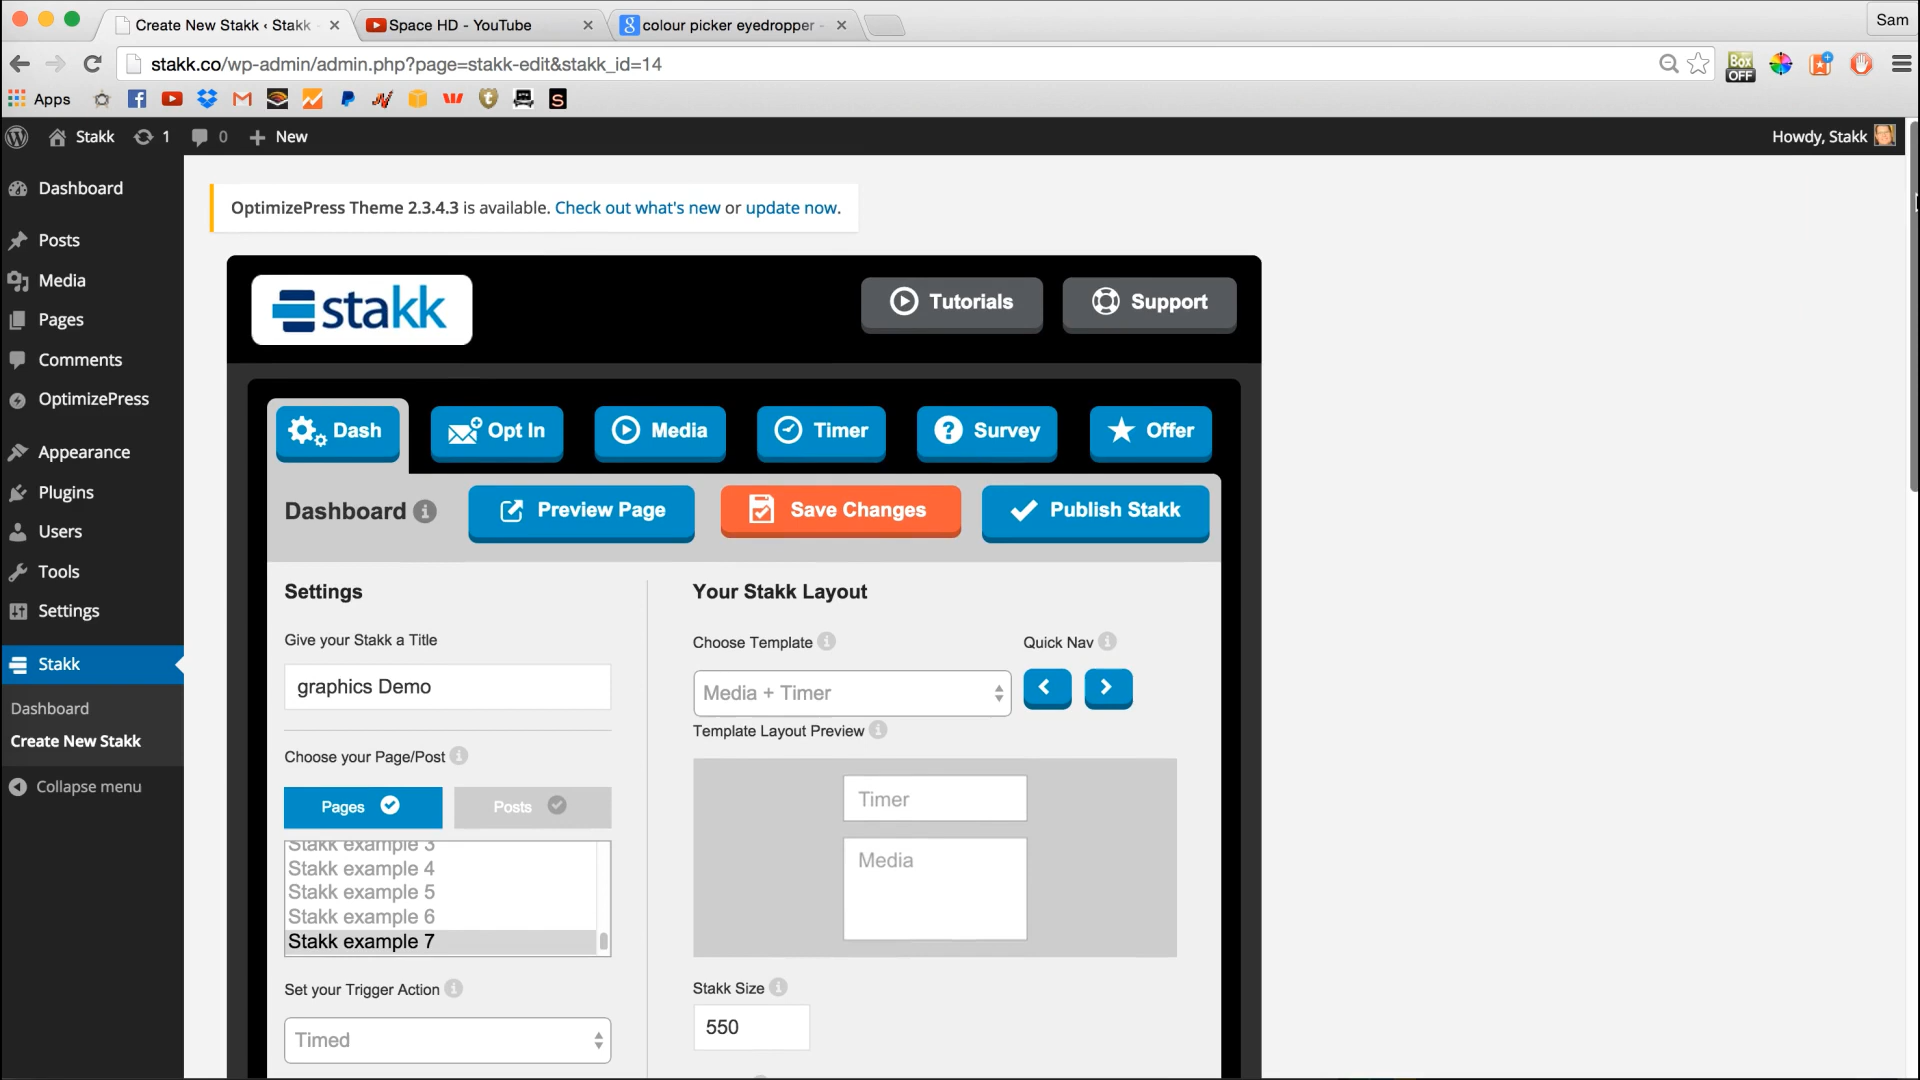 Create New Stakk ‹ Stakk
Space HD - YouTube
colour picker eyedropper -
Sam
stakk.co/wp-admin/admin.php?page=stakk-edit&stakk_id=14
Box
OFF
Apps
Stakk
1
0
New
Howdy, Stakk
Dashboard
Posts
Media
Pages
Comments
OptimizePress
Appearance
Plugins
Users
Tools
Settings
Stakk
Dashboard
Create New Stakk
Collapse menu
OptimizePress Theme 2.3.4.3 is available. Check out what's new or update now.
stakk
Tutorials
Support
Dash
Opt In
Media
Timer
Survey
Offer
Dashboard
Preview Page
Save Changes
Publish Stakk
Settings
Give your Stakk a Title
graphics Demo
Choose your Page/Post
Pages
Posts
Stakk example 3
Stakk example 4
Stakk example 5
Stakk example 6
Stakk example 7
Set your Trigger Action
Timed
Your Stakk Layout
Choose Template
Quick Nav
Media + Timer
Template Layout Preview
Timer
Media
Stakk Size
550